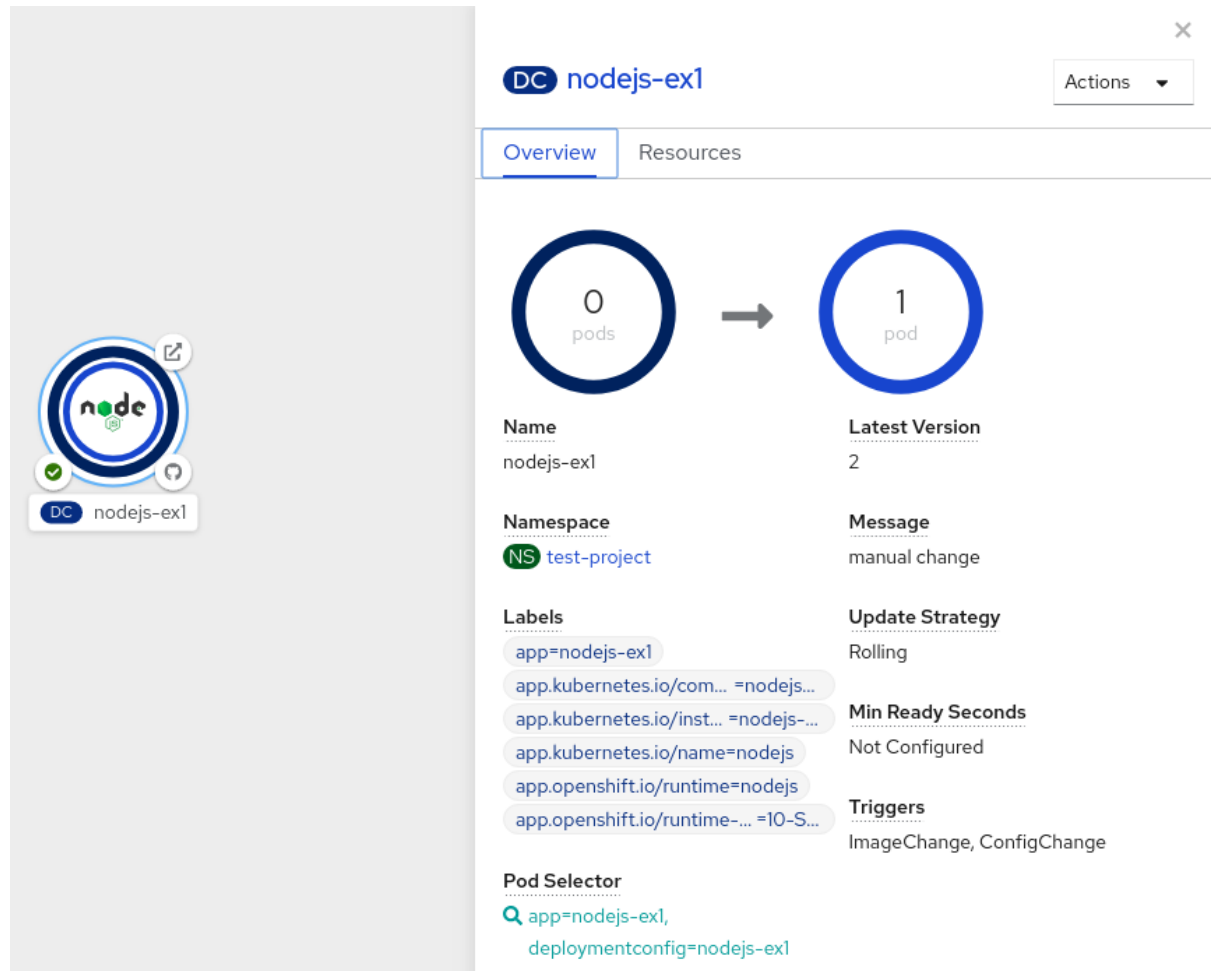 DC nodejs-ex1
Actions
Overview Resources
0
pods
1
pod
Name
nodejs-ex1
Latest Version
2
Namespace
NS test-project
Message
manual change
Labels
app=nodejs-ex1
app.kubernetes.io/com... =nodejs...
app.kubernetes.io/inst... =nodejs-...
app.kubernetes.io/name=nodejs
app.openshift.io/runtime=nodejs
app.openshift.io/runtime-... =10-S...
Update Strategy
Rolling
Min Ready Seconds
Not Configured
Triggers
ImageChange, ConfigChange
Pod Selector
app=nodejs-ex1,
deploymentconfig=nodejs-ex1
node
JS
DC nodejs-ex1